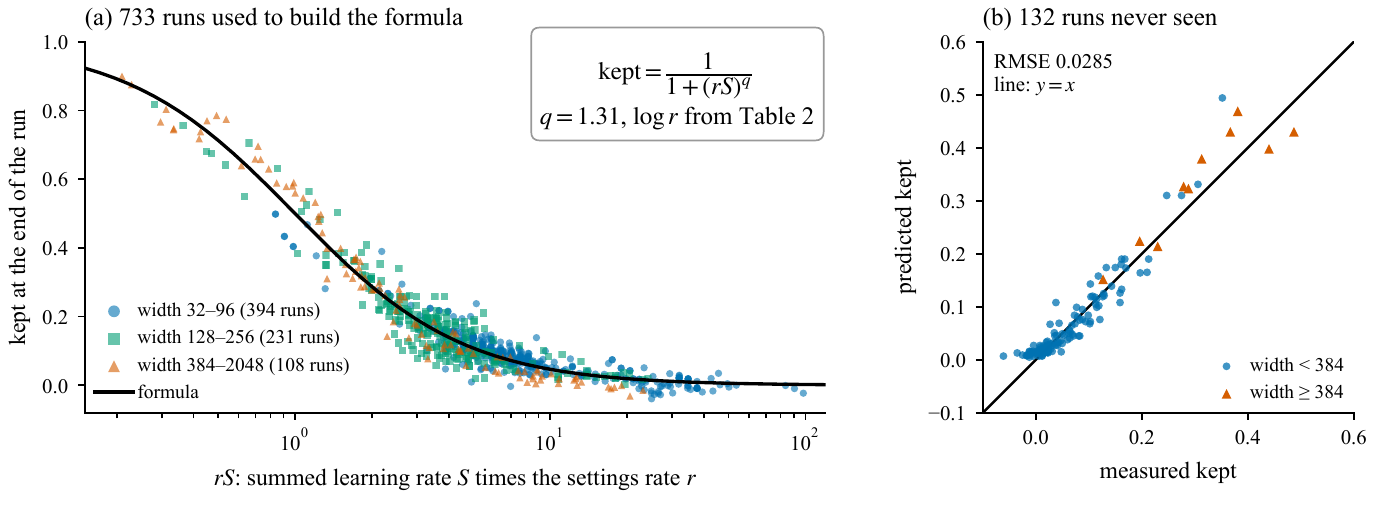 (a) 733 runs used to build the formula
kept at the end of the run
1.0
0.8
0.6
0.4
0.2
0.0
kept = 1 / 1 + (rS)^q
q = 1.31, log r from Table 2
width 32–96 (394 runs)
width 128–256 (231 runs)
width 384–2048 (108 runs)
formula
10^0
10^1
10^2
rS: summed learning rate S times the settings rate r
(b) 132 runs never seen
predicted kept
0.6
0.5
0.4
0.3
0.2
0.1
0.0
−0.1
RMSE 0.0285
line: y = x
width < 384
width ≥ 384
0.0
0.2
0.4
0.6
measured kept